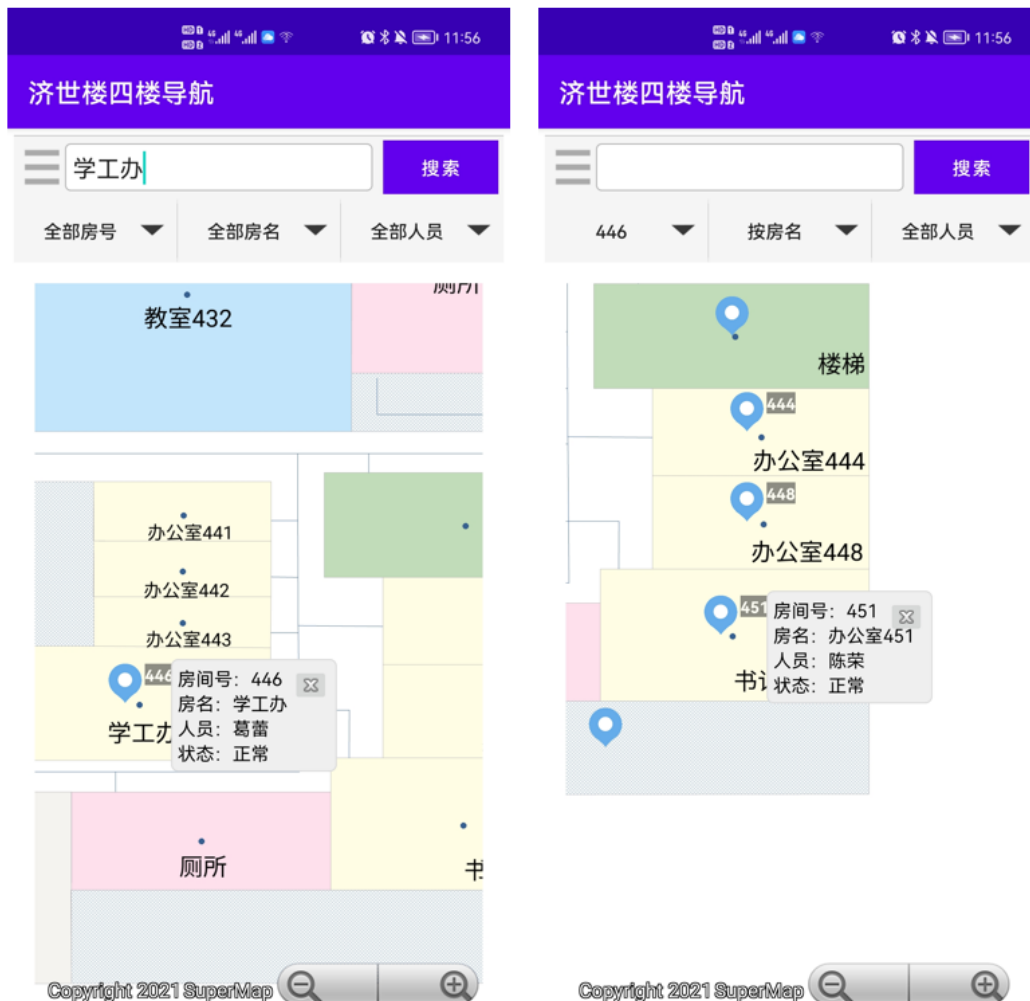 11:56
济世楼四楼导航
学工办
搜索
全部房号
全部房名
全部人员
教室432
厕所
办公室441
办公室442
办公室443
446
学工办
房间号: 446
房名: 学工办
人员: 葛蕾
状态: 正常
厕所
书
Copyright 2021 SuperMap
11:56
济世楼四楼导航
搜索
446
按房名
全部人员
楼梯
444
办公室444
448
办公室448
451
书记
房间号: 451
房名: 办公室451
人员: 陈荣
状态: 正常
Copyright 2021 SuperMap